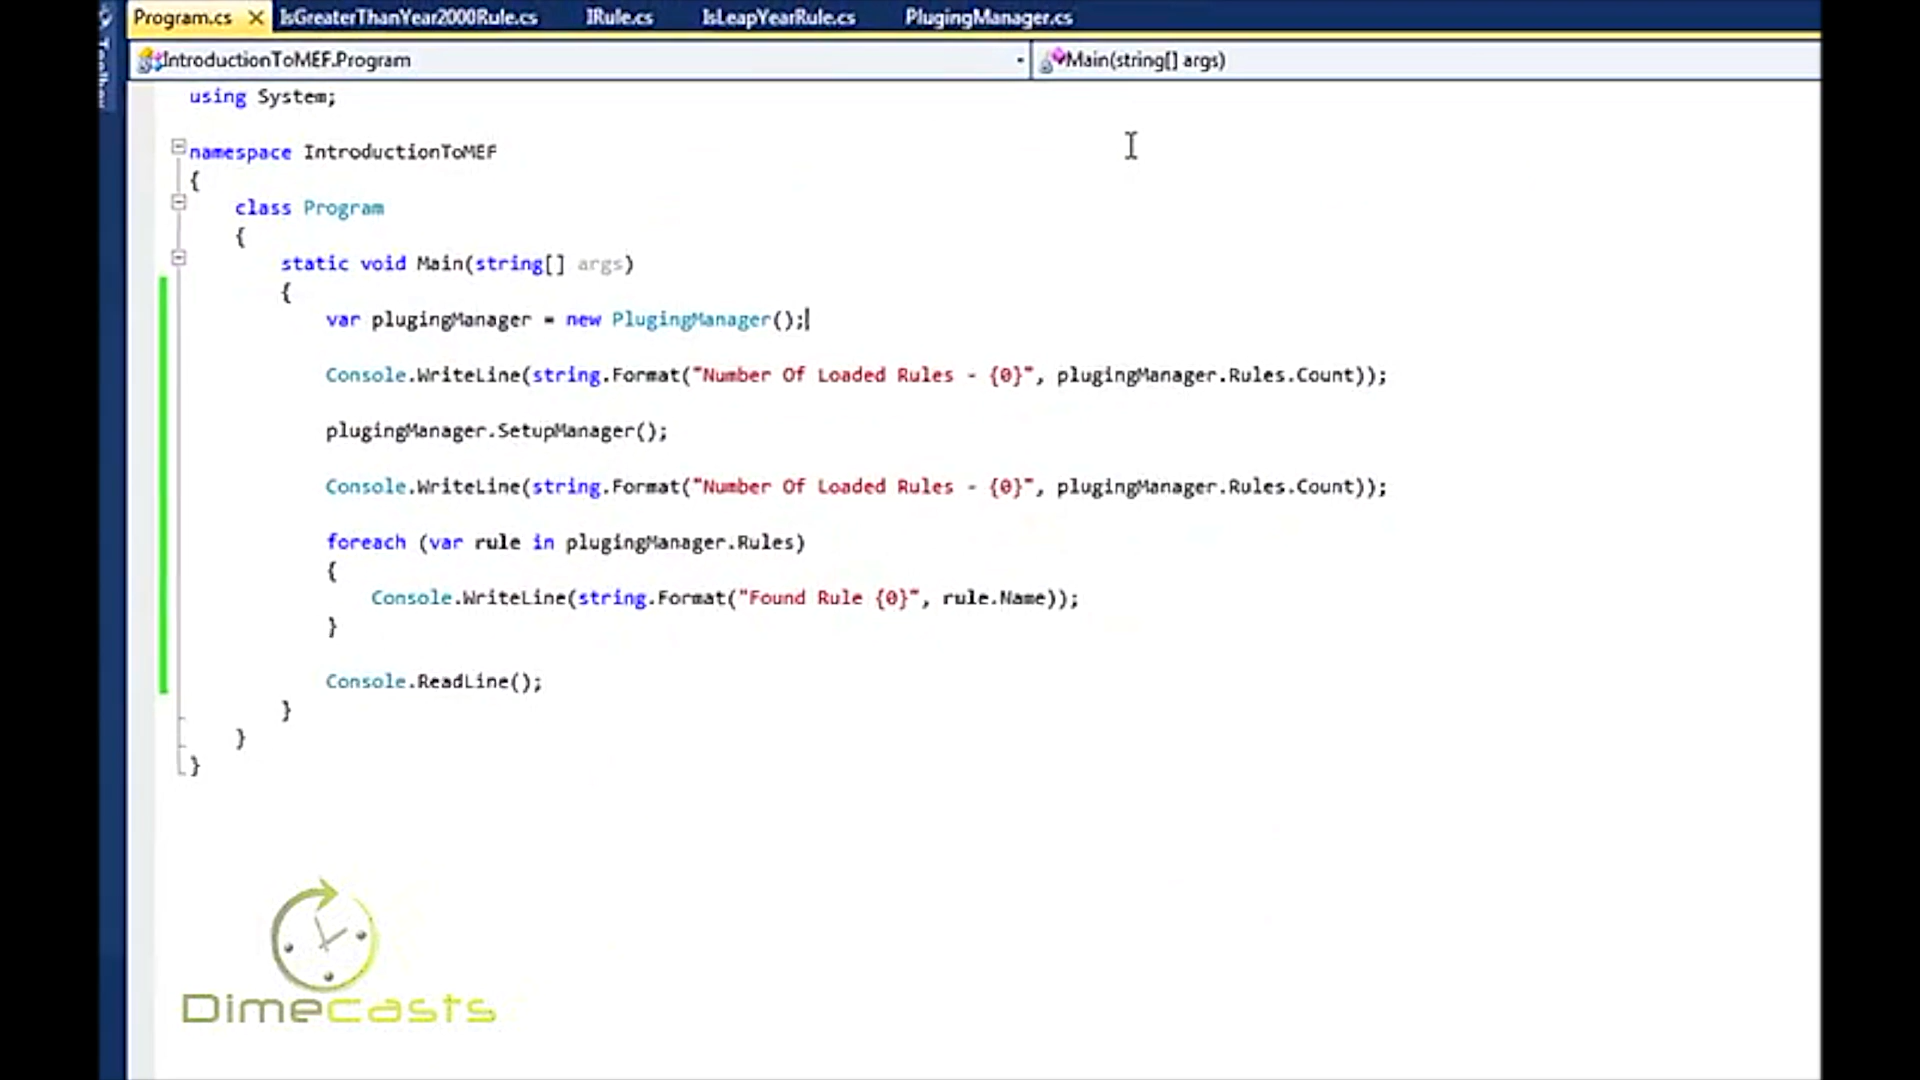 Program.cs IsGreaterThanYear2000Rule.cs IRule.cs IsLeapYearRule.cs PlugingManager.cs
Toolbox
IntroductionToMEF.Program Main(string[] args)
using System;
namespace IntroductionToMEF
{
class Program
{
static void Main(string[] args)
{
var plugingManager = new PlugingManager();
Console.WriteLine(string.Format("Number Of Loaded Rules - {0}", plugingManager.Rules.Count));
plugingManager.SetupManager();
Console.WriteLine(string.Format("Number Of Loaded Rules - {0}", plugingManager.Rules.Count));
foreach (var rule in plugingManager.Rules)
{
Console.WriteLine(string.Format("Found Rule {0}", rule.Name));
}
Console.ReadLine();
}
}
}
Dimecasts